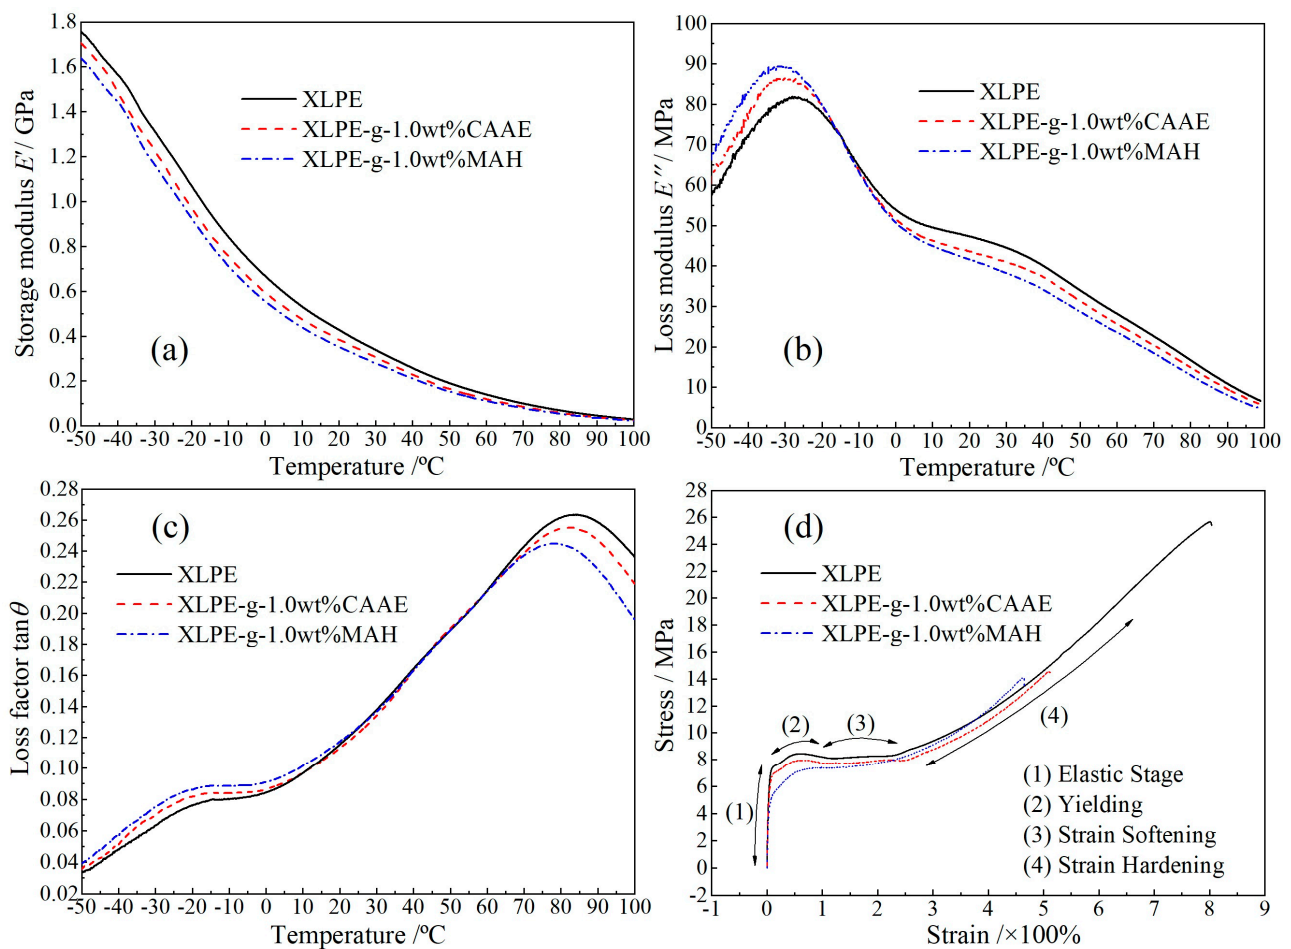 1.8
1.6
1.4
1.2
1.0
0.8
0.6
0.4
0.2
0.0
Storage modulus E'/ GPa
XLPE
XLPE-g-1.0wt%CAAE
XLPE-g-1.0wt%MAH
(a)
-50 -40 -30 -20 -10 0 10 20 30 40 50 60 70 80 90 100
Temperature /ºC
100
90
80
70
60
50
40
30
20
10
0
Loss modulus E''/ MPa
XLPE
XLPE-g-1.0wt%CAAE
XLPE-g-1.0wt%MAH
(b)
-50 -40 -30 -20 -10 0 10 20 30 40 50 60 70 80 90 100
Temperature /ºC
0.28
0.26
0.24
0.22
0.20
0.18
0.16
0.14
0.12
0.10
0.08
0.06
0.04
0.02
Loss factor tanθ
(c)
XLPE
XLPE-g-1.0wt%CAAE
XLPE-g-1.0wt%MAH
-50 -40 -30 -20 -10 0 10 20 30 40 50 60 70 80 90 100
Temperature /ºC
28
26
24
22
20
18
16
14
12
10
8
6
4
2
0
-2
Stress / MPa
(d)
XLPE
XLPE-g-1.0wt%CAAE
XLPE-g-1.0wt%MAH
(2)
(3)
(4)
(1)
(1) Elastic Stage
(2) Yielding
(3) Strain Softening
(4) Strain Hardening
-1 0 1 2 3 4 5 6 7 8 9
Strain /×100%